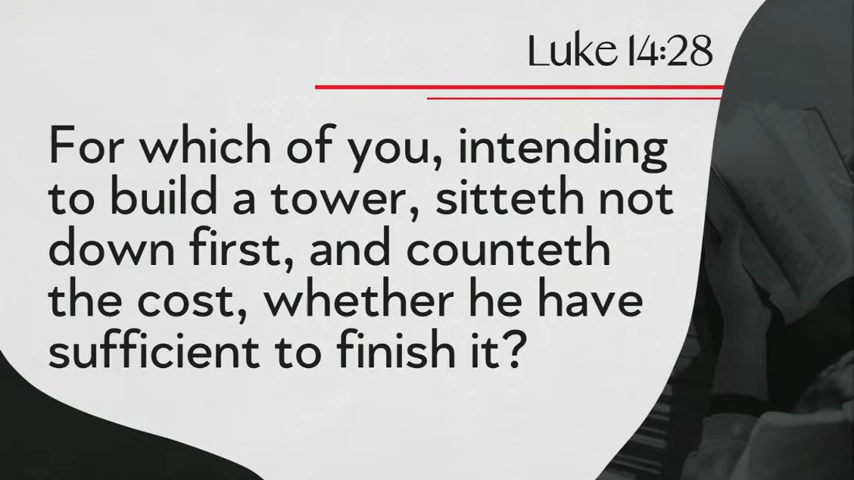 Luke 14:28
For which of you, intending
to build a tower, sitteth not
down first, and counteth
the cost, whether he have
sufficient to finish it?